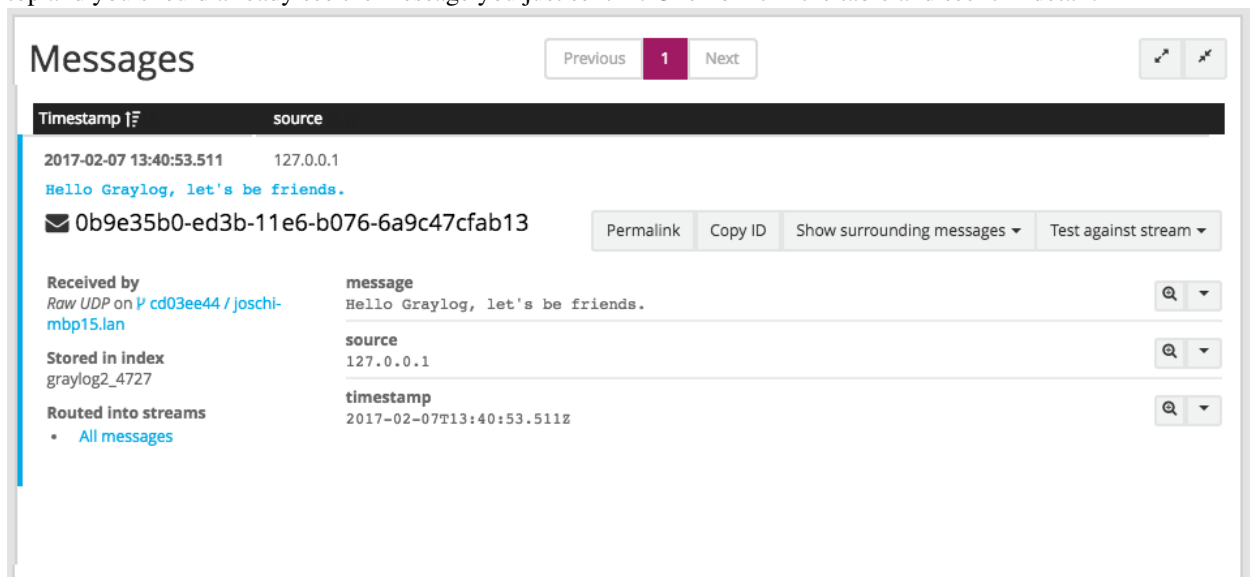 Messages
Previous 1 Next
Timestamp source
2017-02-07 13:40:53.511 127.0.0.1
Hello Graylog, let's be friends.
0b9e35b0-ed3b-11e6-b076-6a9c47cfab13
Permalink Copy ID Show surrounding messages Test against stream
Received by
Raw UDP on cd03ee44 / joschi-
mbp15.lan
Stored in index
graylog2_4727
Routed into streams
• All messages
message
Hello Graylog, let's be friends.
source
127.0.0.1
timestamp
2017-02-07T13:40:53.511Z